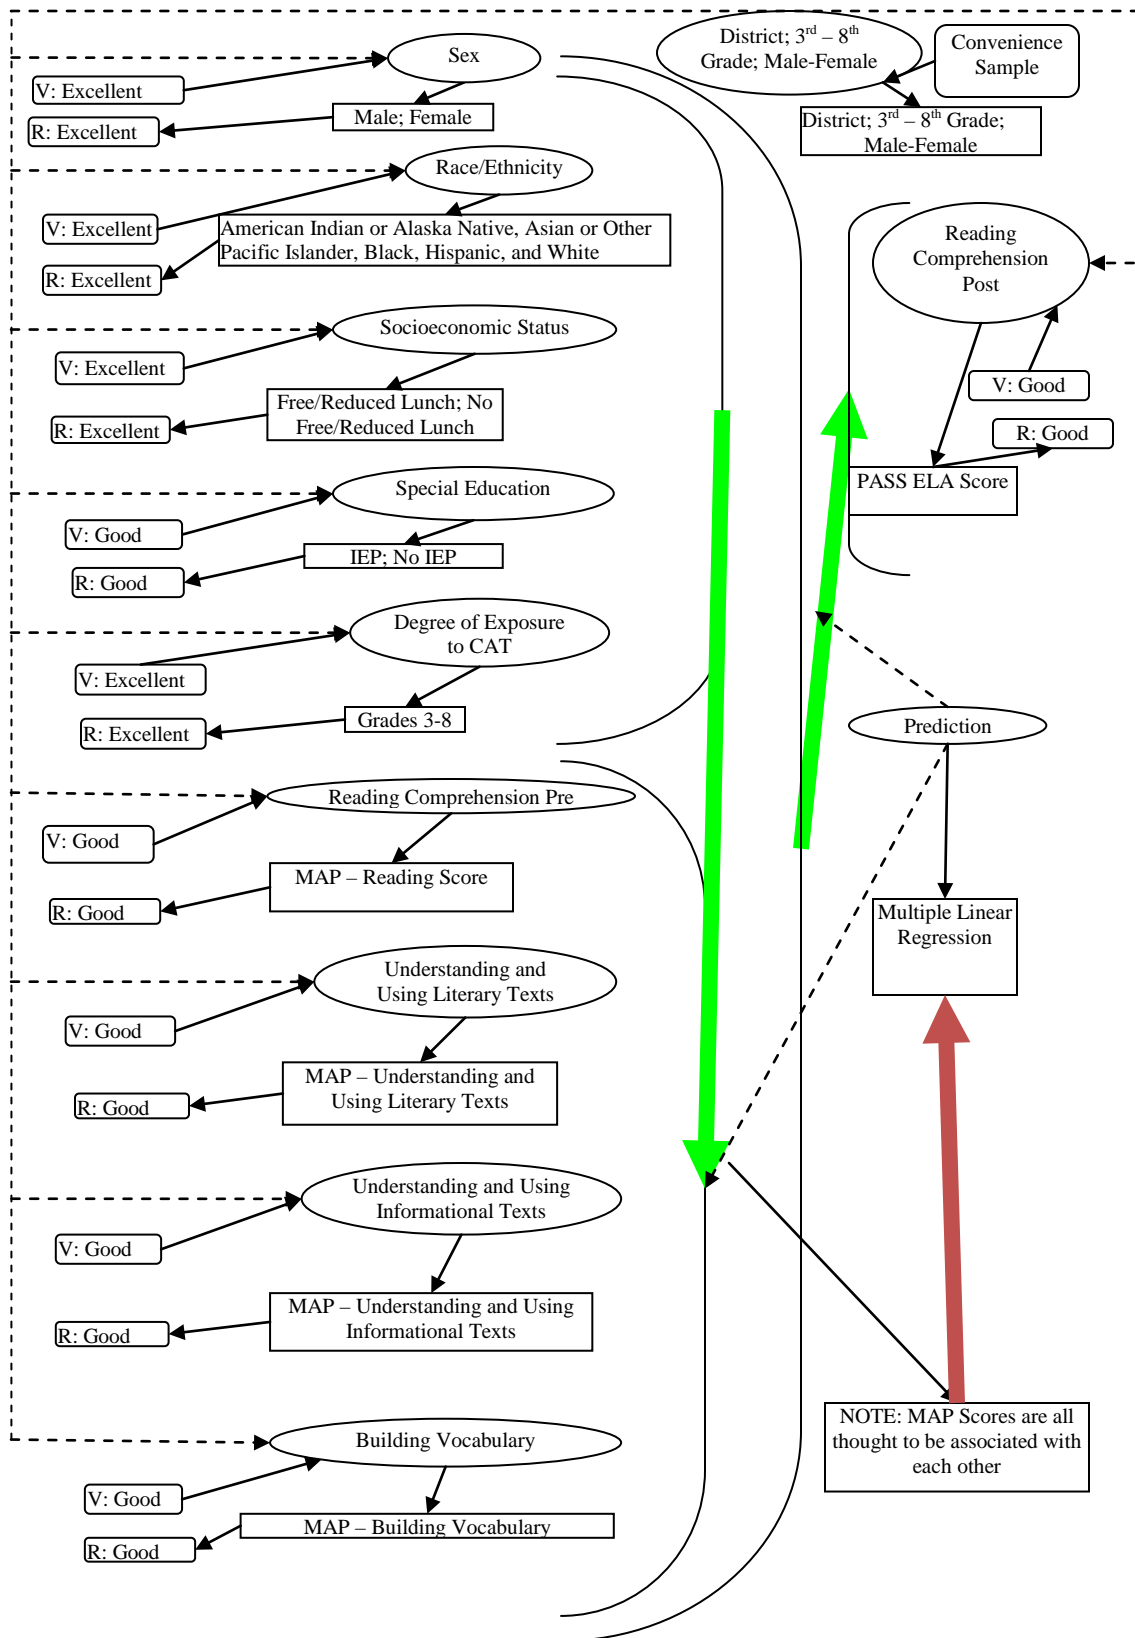 Sex
V: Excellent
Male; Female
R: Excellent
District; 3rd – 8th
Grade; Male-Female
Convenience
Sample
District; 3rd – 8th Grade;
Male-Female
Race/Ethnicity
V: Excellent
American Indian or Alaska Native, Asian or Other
Pacific Islander, Black, Hispanic, and White
R: Excellent
Reading
Comprehension
Post
V: Good
R: Good
PASS ELA Score
Socioeconomic Status
V: Excellent
Free/Reduced Lunch; No
Free/Reduced Lunch
R: Excellent
Special Education
V: Good
IEP; No IEP
R: Good
Degree of Exposure
to CAT
V: Excellent
Grades 3-8
R: Excellent
Prediction
Multiple Linear
Regression
Reading Comprehension Pre
V: Good
MAP – Reading Score
R: Good
Understanding and
Using Literary Texts
V: Good
MAP – Understanding and
Using Literary Texts
R: Good
Understanding and Using
Informational Texts
V: Good
MAP – Understanding and Using
Informational Texts
R: Good
NOTE: MAP Scores are all
thought to be associated with
each other
Building Vocabulary
V: Good
MAP – Building Vocabulary
R: Good